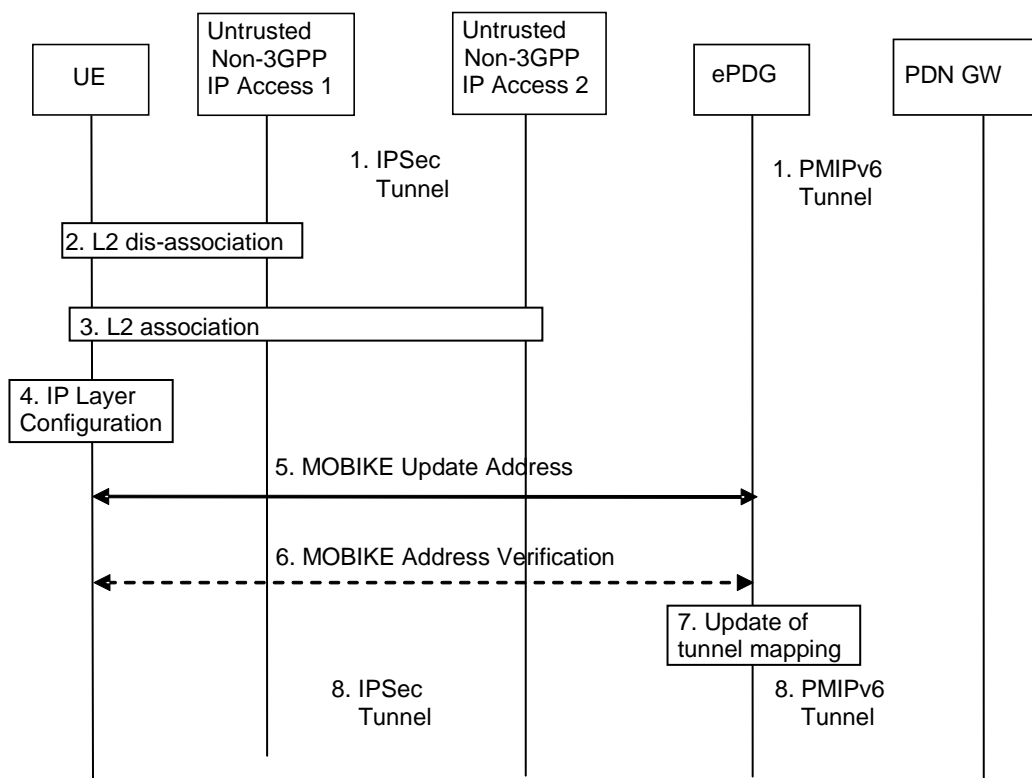 UE
Untrusted
Non-3GPP
IP Access 1
Untrusted
Non-3GPP
IP Access 2
ePDG
PDN GW
1. IPSec
Tunnel
1. PMIPv6
Tunnel
2. L2 dis-association
3. L2 association
4. IP Layer
Configuration
5. MOBIKE Update Address
6. MOBIKE Address Verification
7. Update of
tunnel mapping
8. IPSec
Tunnel
8. PMIPv6
Tunnel